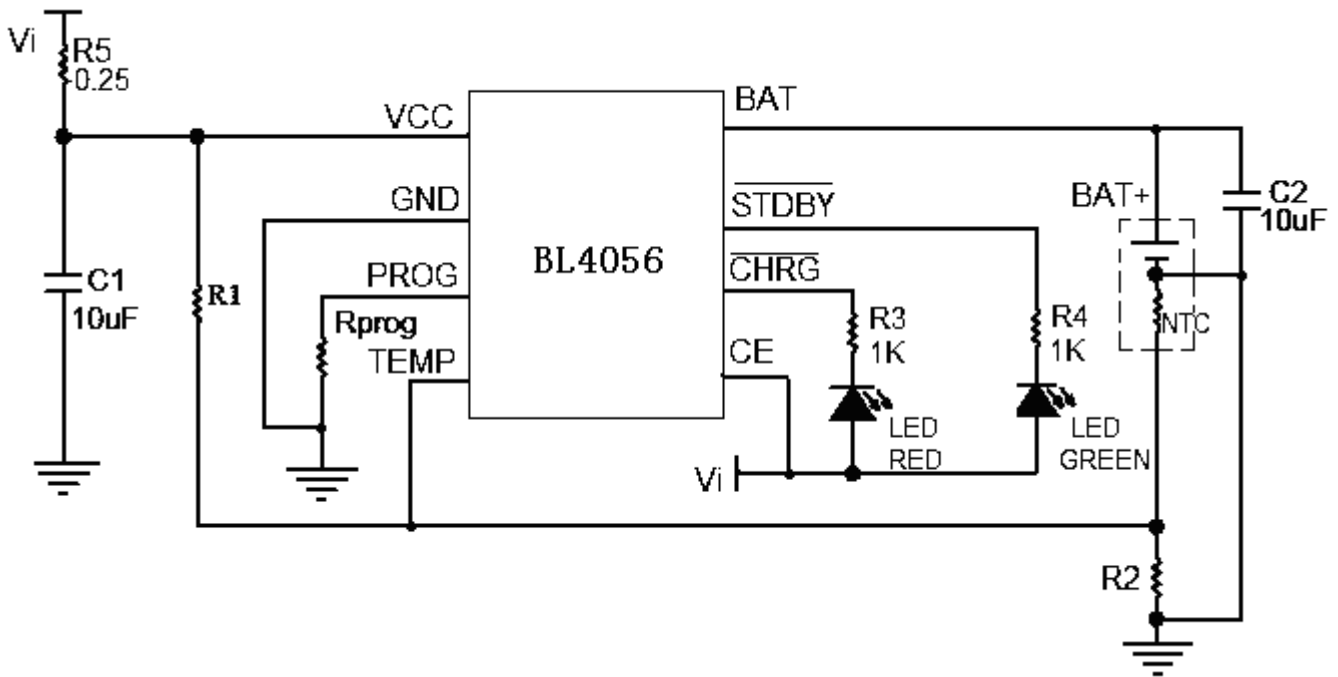 Vi
R5
0.25
VCC
BAT
GND
STDBY
BAT+
C2
10uF
PROG
BL4056
CHRG
C1
10uF
R1
Rprog
R3
1K
R4
1K
NTC
TEMP
CE
LED
RED
LED
GREEN
Vi
R2